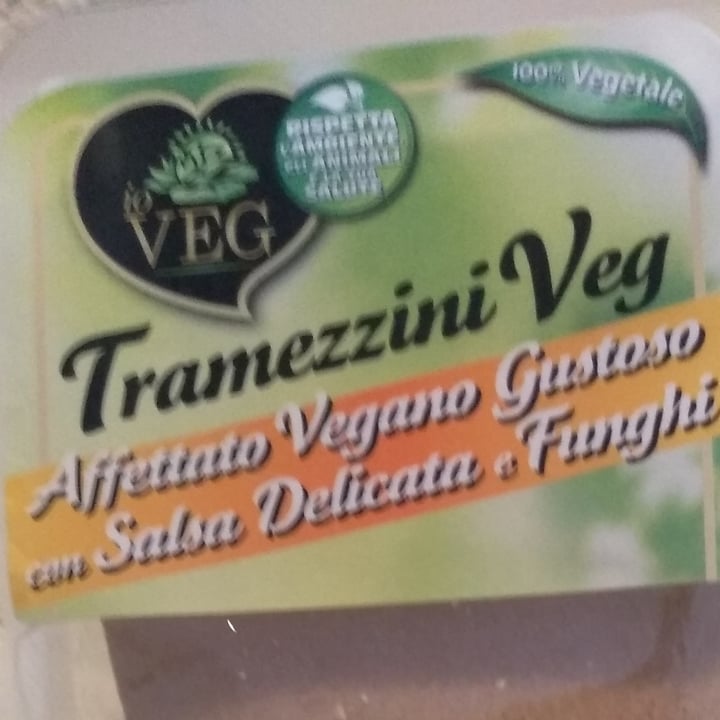 io
VEG
RISPETTA
L'AMBIENTE
GLI ANIMALI
SALUTE
100% Vegetale
Tramezzini Veg
Affettato Vegano Gustoso
con Salsa Delicata e Funghi